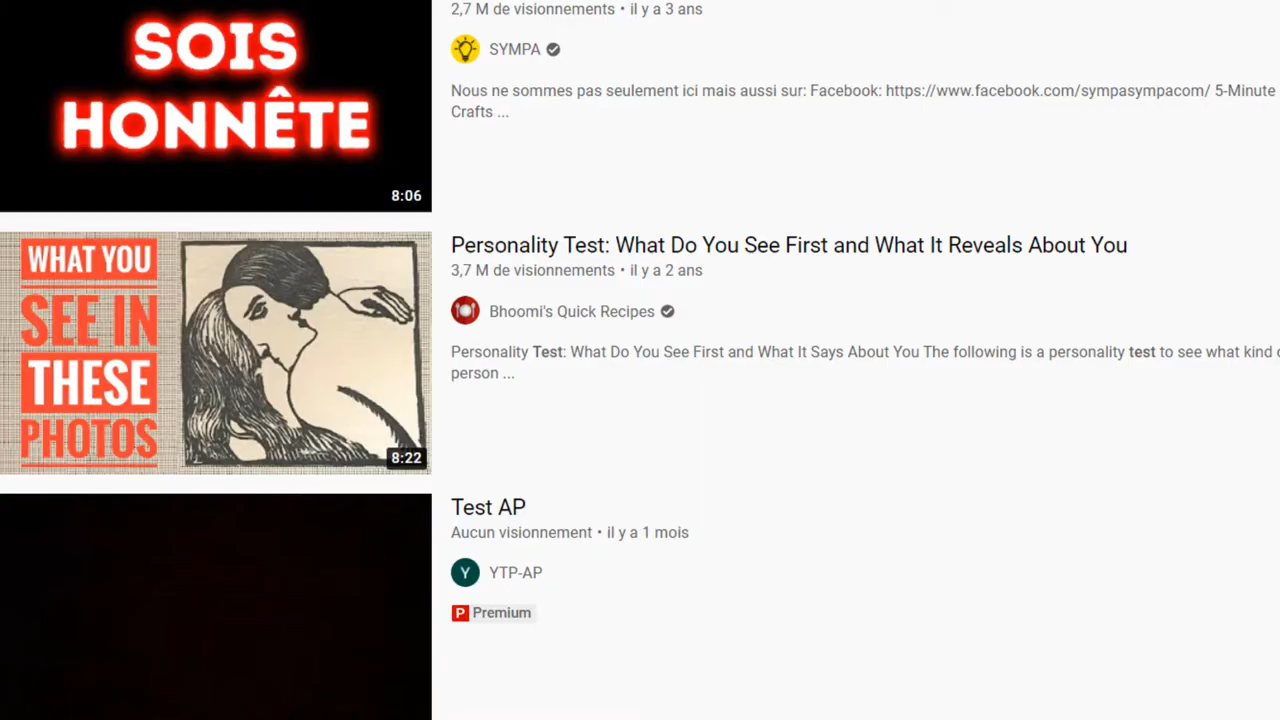 SOIS
HONNÊTE
8:06
2,7 M de visionnements • il y a 3 ans
SYMPA
Nous ne sommes pas seulement ici mais aussi sur: Facebook: https://www.facebook.com/sympasympacom/ 5-Minute
Crafts ...
WHAT YOU
SEE IN
THESE
PHOTOS
8:22
Personality Test: What Do You See First and What It Reveals About You
3,7 M de visionnements • il y a 2 ans
Bhoomi's Quick Recipes
Personality Test: What Do You See First and What It Says About You The following is a personality test to see what kind
person ...
Test AP
Aucun visionnement • il y a 1 mois
Y
YTP-AP
P Premium